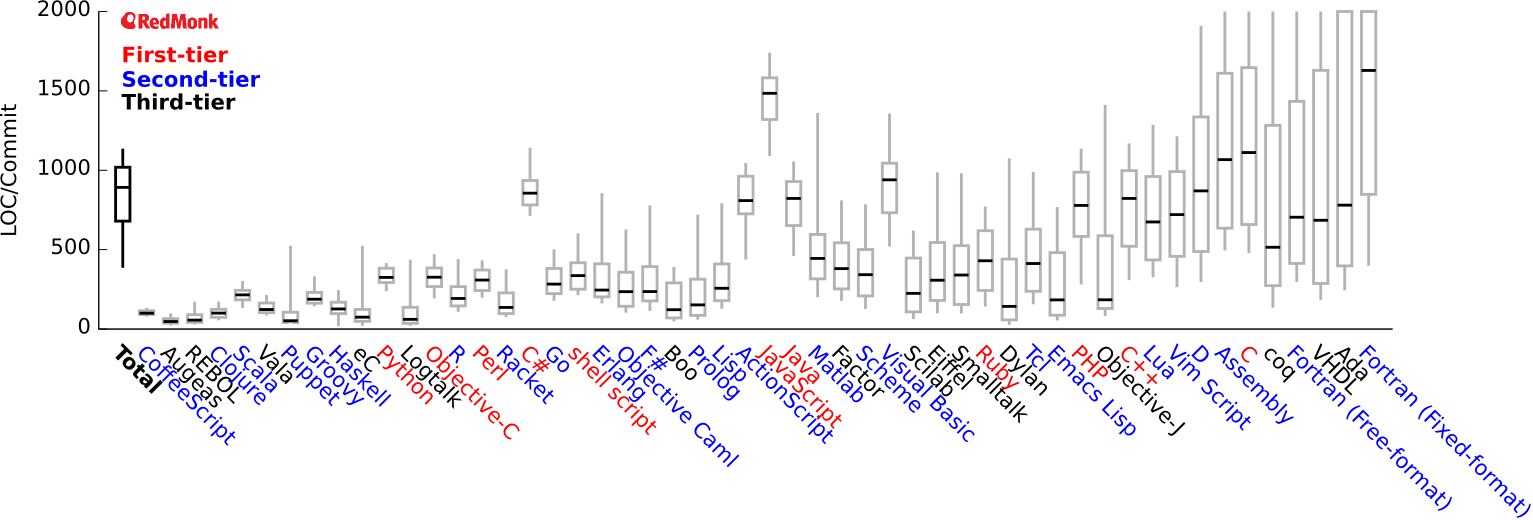 2000
RedMonk
First-tier
Second-tier
Third-tier
1500
1000
500
0
LOC/Commit
Total
CoffeeScript
Augeas
REBOL
Clojure
Scala
Vala
Puppet
Groovy
Haskell
eC
Python
Logtalk
Objective-C
R
Perl
Racket
C#
Go
shell script
Erlang
Objective Caml
F#
Boo
Prolog
Lisp
ActionScript
JavaScript
Java
Matlab
Factor
Scheme
Visual Basic
Scilab
Eiffel
Smalltalk
Ruby
Dylan
Tcl
Emacs Lisp
PHP
Objective-J
C++
Lua
Vim Script
D
Assembly
C
coq
Fortran (Free-format)
VHDL
Ada
Fortran (Fixed-format)